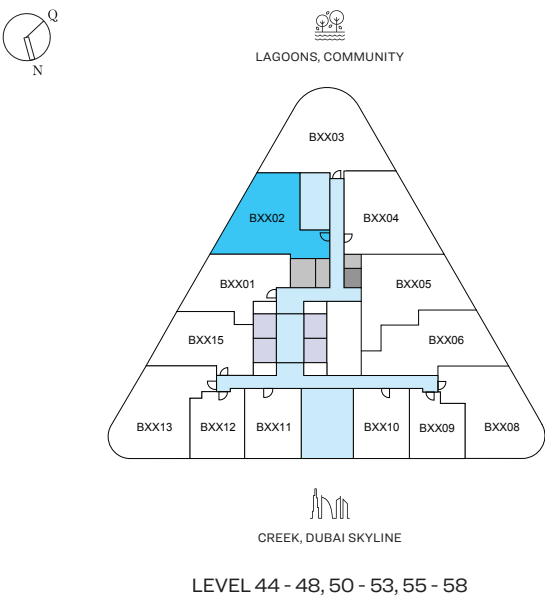 Q
N
LAGOONS, COMMUNITY
BXX03
BXX02
BXX04
BXX01
BXX05
BXX15
BXX06
BXX13
BXX12
BXX11
BXX10
BXX09
BXX08
CREEK, DUBAI SKYLINE
LEVEL 44 - 48, 50 - 53, 55 - 58